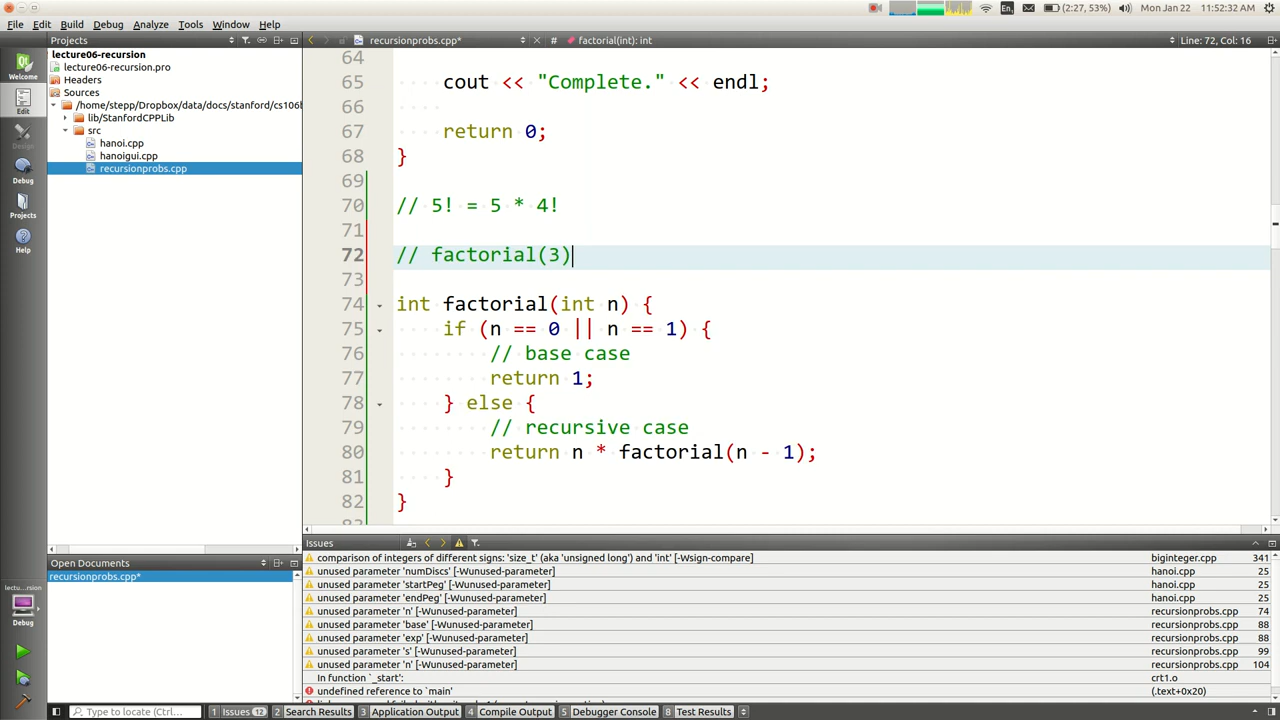 (2:27, 53%) Mon Jan 22 11:52:32
En
File Edit Build Debug Analyze Tools Window Help
Projects
recursionprobs.cpp*
# factorial(int): int
Line: 72, Col: 16
Welcome
Edit
Design
Debug
Projects
Help
lecture06-recursion
lecture06-recursion.pro
Headers
Sources
/home/stepp/Dropbox/data/docs/stanford/cs106b
lib/StanfordCPPLib
src
hanoi.cpp
hanoigui.cpp
recursionprobs.cpp
64
65 cout << "Complete." << endl;
66
67 return 0;
68 }
69
70 // 5! = 5 * 4!
71
72 // factorial(3)
73
74 int factorial(int n) {
75 if (n == 0 || n == 1) {
76 // base case
77 return 1;
78 } else {
79 // recursive case
80 return n * factorial(n - 1);
81 }
82 }
Open Documents
recursionprobs.cpp*
lectu...rsion
Debug
Issues
comparison of integers of different signs: 'size_t' (aka 'unsigned long') and 'int' [-Wsign-compare] biginteger.cpp 341
unused parameter 'numDiscs' [-Wunused-parameter] hanoi.cpp 25
unused parameter 'startPeg' [-Wunused-parameter] hanoi.cpp 25
unused parameter 'endPeg' [-Wunused-parameter] hanoi.cpp 25
unused parameter 'n' [-Wunused-parameter] recursionprobs.cpp 74
unused parameter 'base' [-Wunused-parameter] recursionprobs.cpp 88
unused parameter 'exp' [-Wunused-parameter] recursionprobs.cpp 88
unused parameter 's' [-Wunused-parameter] recursionprobs.cpp 99
unused parameter 'n' [-Wunused-parameter] recursionprobs.cpp 104
In function `_start': crt1.o
undefined reference to `main' (.text+0x20)
Type to locate (Ctrl+... 1 Issues 12 2 Search Results 3 Application Output 4 Compile Output 5 Debugger Console 8 Test Results